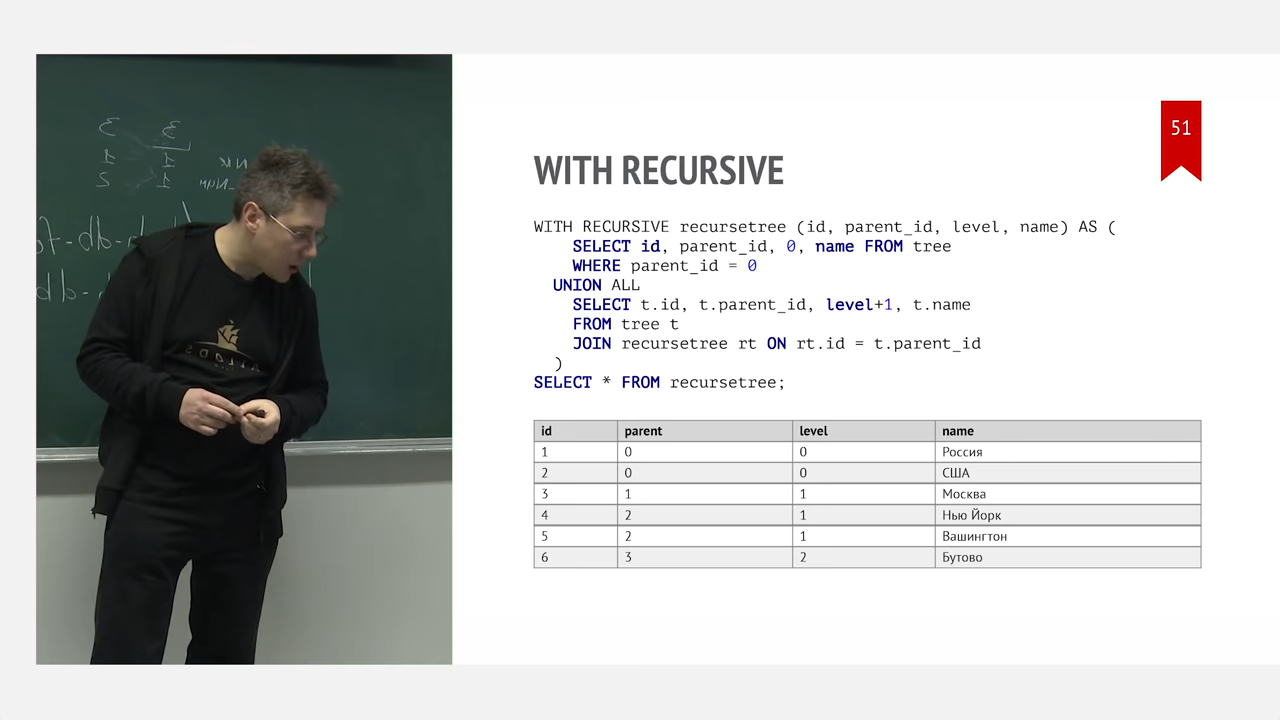 51
WITH RECURSIVE
WITH RECURSIVE recursetree (id, parent_id, level, name) AS (
SELECT id, parent_id, 0, name FROM tree
WHERE parent_id = 0
UNION ALL
SELECT t.id, t.parent_id, level+1, t.name
FROM tree t
JOIN recursetree rt ON rt.id = t.parent_id
)
SELECT * FROM recursetree;
id parent level name
1 0 0 Россия
2 0 0 США
3 1 1 Москва
4 2 1 Нью Йорк
5 2 1 Вашингтон
6 3 2 Бутово